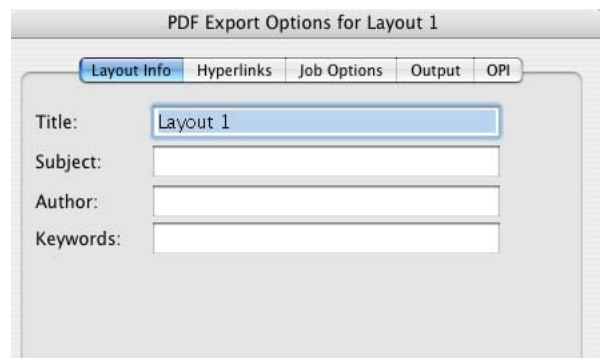 PDF Export Options for Layout 1
Layout Info Hyperlinks Job Options Output OPI
Title: Layout 1
Subject:
Author:
Keywords: